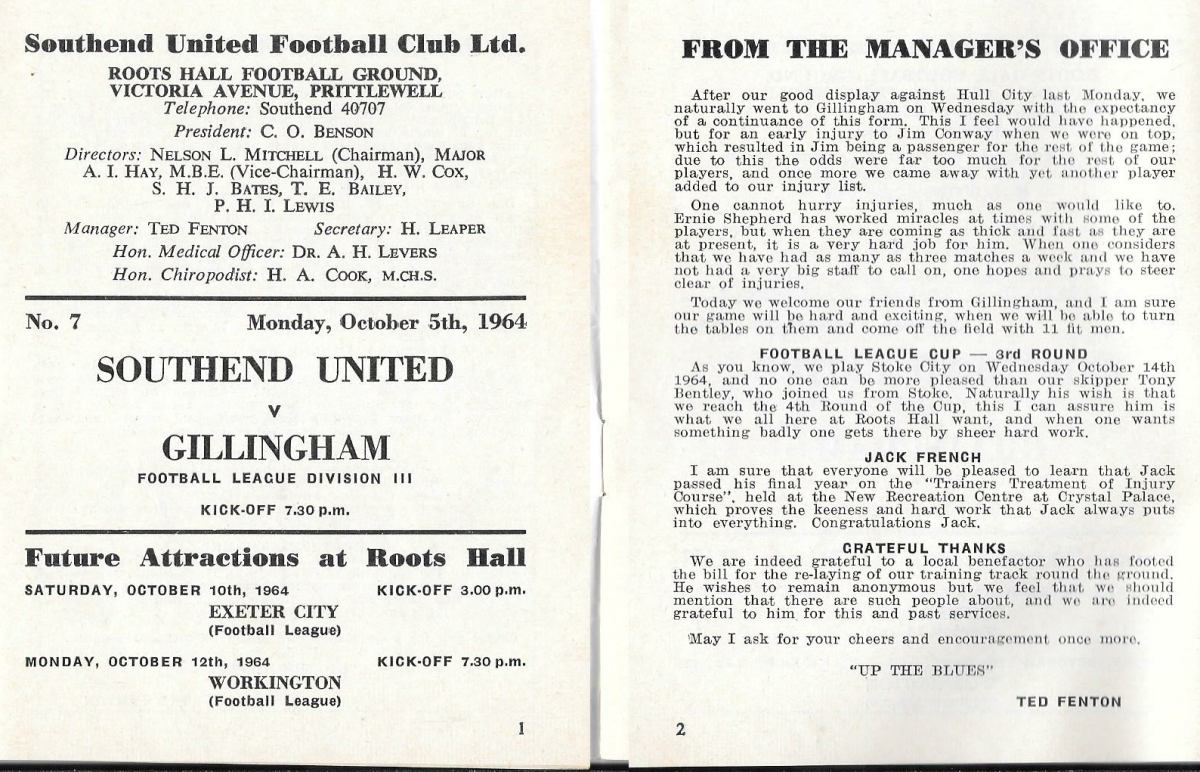 Southend United Football Club Ltd.
ROOTS HALL FOOTBALL GROUND,
VICTORIA AVENUE, PRITTLEWELL
Telephone: Southend 40707
President: C. O. BENSON
Directors: NELSON L. MITCHELL (Chairman), MAJOR
A. I. HAY, M.B.E. (Vice-Chairman), H. W. COX,
S. H. J. BATES, T. E. BAILEY,
P. H. I. LEWIS
Manager: TED FENTON Secretary: H. LEAPER
Hon. Medical Officer: DR. A. H. LEVERS
Hon. Chiropodist: H. A. COOK, M.CH.S.
No. 7 Monday, October 5th, 1964
SOUTHEND UNITED
v
GILLINGHAM
FOOTBALL LEAGUE DIVISION III
KICK-OFF 7.30 p.m.
Future Attractions at Roots Hall
SATURDAY, OCTOBER 10th, 1964 KICK-OFF 3.00 p.m.
EXETER CITY
(Football League)
MONDAY, OCTOBER 12th, 1964 KICK-OFF 7.30 p.m.
WORKINGTON
(Football League)
1
FROM THE MANAGER'S OFFICE
After our good display against Hull City last Monday, we
naturally went to Gillingham on Wednesday with the expectancy
of a continuance of this form. This I feel would have happened,
but for an early injury to Jim Conway when we were on top,
which resulted in Jim being a passenger for the rest of the game;
due to this the odds were far too much for the rest of our
players, and once more we came away with yet another player
added to our injury list.
One cannot hurry injuries, much as one would like to.
Ernie Shepherd has worked miracles at times with some of the
players, but when they are coming as thick and fast as they are
at present, it is a very hard job for him. When one considers
that we have had as many as three matches a week and we have
not had a very big staff to call on, one hopes and prays to steer
clear of injuries.
Today we welcome our friends from Gillingham, and I am sure
our game will be hard and exciting, when we will be able to turn
the tables on them and come off the field with 11 fit men.
FOOTBALL LEAGUE CUP — 3rd ROUND
As you know, we play Stoke City on Wednesday October 14th
1964, and no one can be more pleased than our skipper Tony
Bentley, who joined us from Stoke. Naturally his wish is that
we reach the 4th Round of the Cup, this I can assure him is
what we all here at Roots Hall want, and when one wants
something badly one gets there by sheer hard work.
JACK FRENCH
I am sure that everyone will be pleased to learn that Jack
passed his final year on the "Trainers Treatment of Injury
Course", held at the New Recreation Centre at Crystal Palace,
which proves the keeness and hard work that Jack always puts
into everything. Congratulations Jack.
GRATEFUL THANKS
We are indeed grateful to a local benefactor who has footed
the bill for the re-laying of our training track round the ground.
He wishes to remain anonymous but we feel that we should
mention that there are such people about, and we are indeed
grateful to him for this and past services.
May I ask for your cheers and encouragement once more.
"UP THE BLUES"
TED FENTON
2